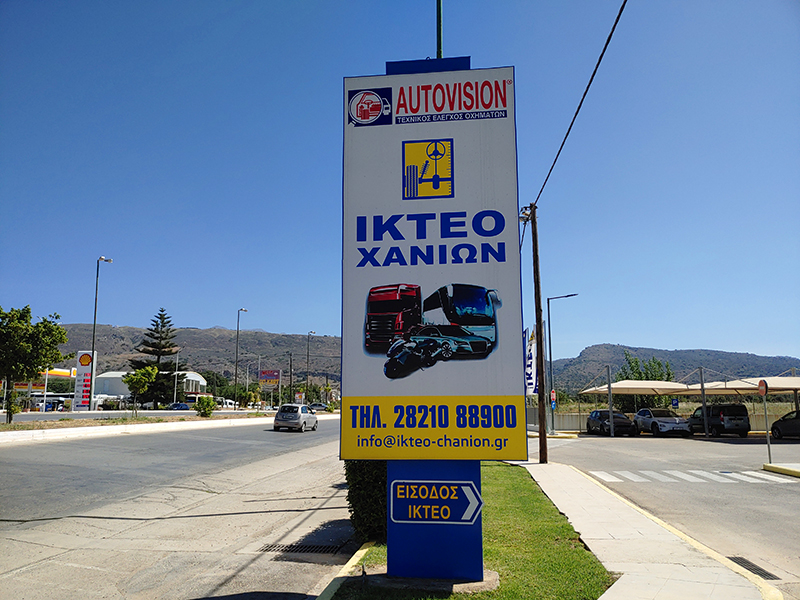 AUTOVISION
ΤΕΧΝΙΚΟΣ ΕΛΕΓΧΟΣ ΟΧΗΜΑΤΩΝ
ΙΚΤΕΟ
ΧΑΝΙΩΝ
ΤΗΛ. 28210 88900
info@ikteo-chanion.gr
ΕΙΣΟΔΟΣ
ΙΚΤΕΟ